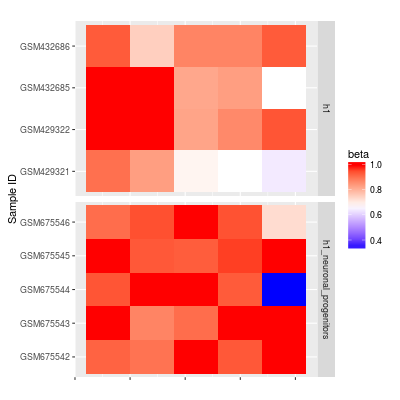 GSM432686
GSM432685
GSM429322
GSM429321
h1
GSM675546
GSM675545
GSM675544
GSM675543
GSM675542
h1_neuronal_progenitors
Sample ID
beta
1.0
0.8
0.6
0.4